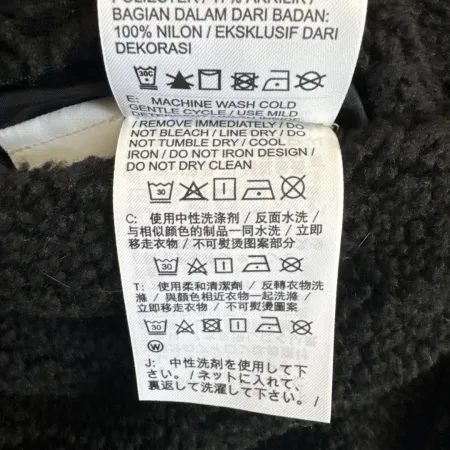 POLIESTER / 17% AKRILIK /
BAGIAN DALAM DARI BADAN:
100% NILON / EKSKLUSIF DARI
DEKORASI
30C
E: MACHINE WASH COLD
GENTLE CYCLE / USE MILD
/ REMOVE IMMEDIATELY / DO
NOT BLEACH / LINE DRY / DO
NOT TUMBLE DRY / COOL
IRON / DO NOT IRON DESIGN /
DO NOT DRY CLEAN
30
C: 使用中性洗涤剂 / 反面水洗 /
与相似颜色的制品一同水洗 / 立即
移走衣物 / 不可熨烫图案部分
30
T: 使用柔和清潔劑 / 反轉衣物洗
滌 / 與顏色相近衣物一起洗滌 /
立即移走衣物 / 不可熨燙圖案
30
W
J: 中性洗剤を使用して下
さい。/ ネットに入れて、
裏返して洗濯して下さい。/